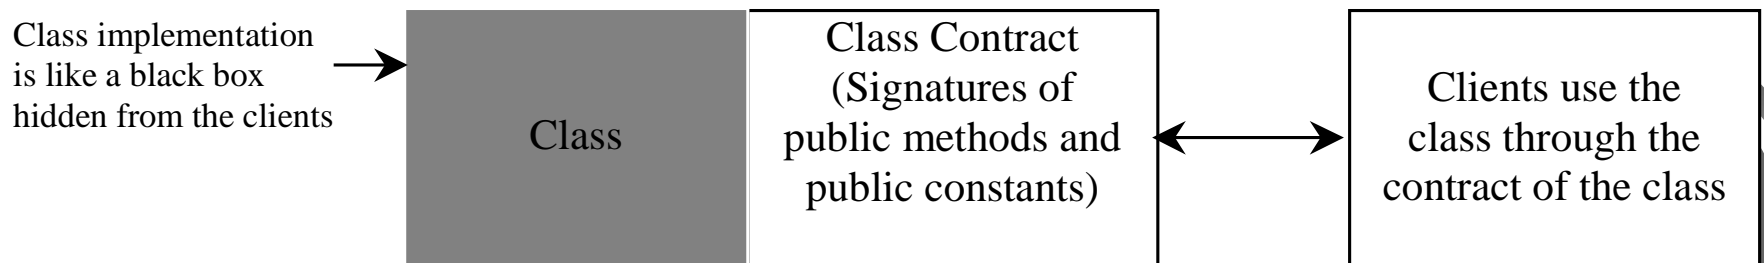 Class implementation
is like a black box
hidden from the clients
Class
Class Contract
(Signatures of
public methods and
public constants)
Clients use the
class through the
contract of the class